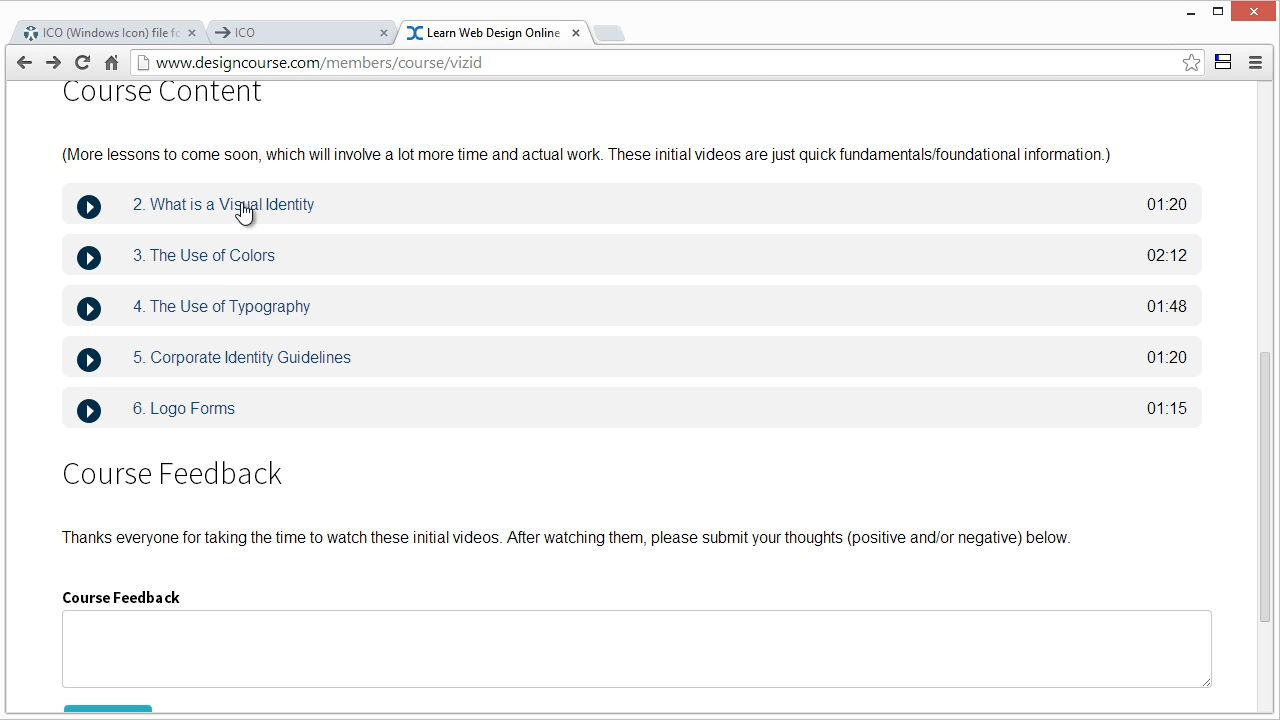 ICO (Windows Icon) file fo
ICO
Learn Web Design Online
www.designcourse.com/members/course/vizid
Course Content
(More lessons to come soon, which will involve a lot more time and actual work. These initial videos are just quick fundamentals/foundational information.)
2. What is a Visual Identity 01:20
3. The Use of Colors 02:12
4. The Use of Typography 01:48
5. Corporate Identity Guidelines 01:20
6. Logo Forms 01:15
Course Feedback
Thanks everyone for taking the time to watch these initial videos. After watching them, please submit your thoughts (positive and/or negative) below.
Course Feedback